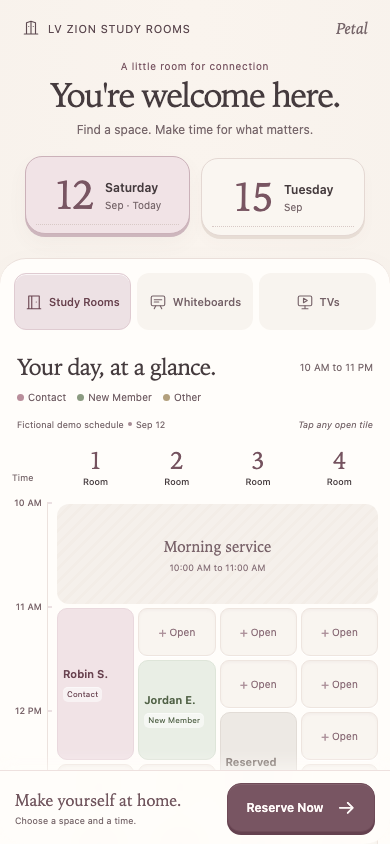 LV ZION STUDY ROOMS
Petal
A little room for connection
You're welcome here.
Find a space. Make time for what matters.
12 Saturday
Sep · Today
15 Tuesday
Sep
Study Rooms
Whiteboards
TVs
Your day, at a glance.
10 AM to 11 PM
Contact New Member Other
Fictional demo schedule • Sep 12
Tap any open tile
1 2 3 4
Time Room Room Room Room
10 AM
Morning service
10:00 AM to 11:00 AM
11 AM
+ Open + Open + Open
Robin S.
Contact
+ Open + Open
Jordan E.
New Member
12 PM
+ Open
Reserved
Make yourself at home.
Choose a space and a time.
Reserve Now →